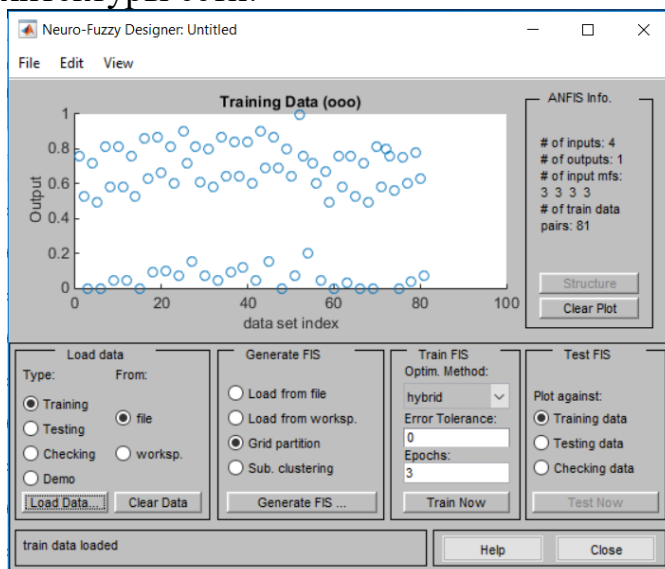 Neuro-Fuzzy Designer: Untitled
File Edit View
Training Data (ooo)
1
0.8
0.6
0.4
0.2
0
Output
0 20 40 60 80 100
data set index
ANFIS Info.
# of inputs: 4
# of outputs: 1
# of input mfs:
3 3 3 3
# of train data
pairs: 81
Structure
Clear Plot
Load data
Type: From:
Training
Testing
Checking
Demo
file
worksp.
Load Data... Clear Data
Generate FIS
Load from file
Load from worksp.
Grid partition
Sub. clustering
Generate FIS ...
Train FIS
Optim. Method:
hybrid
Error Tolerance:
0
Epochs:
3
Train Now
Test FIS
Plot against:
Training data
Testing data
Checking data
Test Now
train data loaded
Help Close